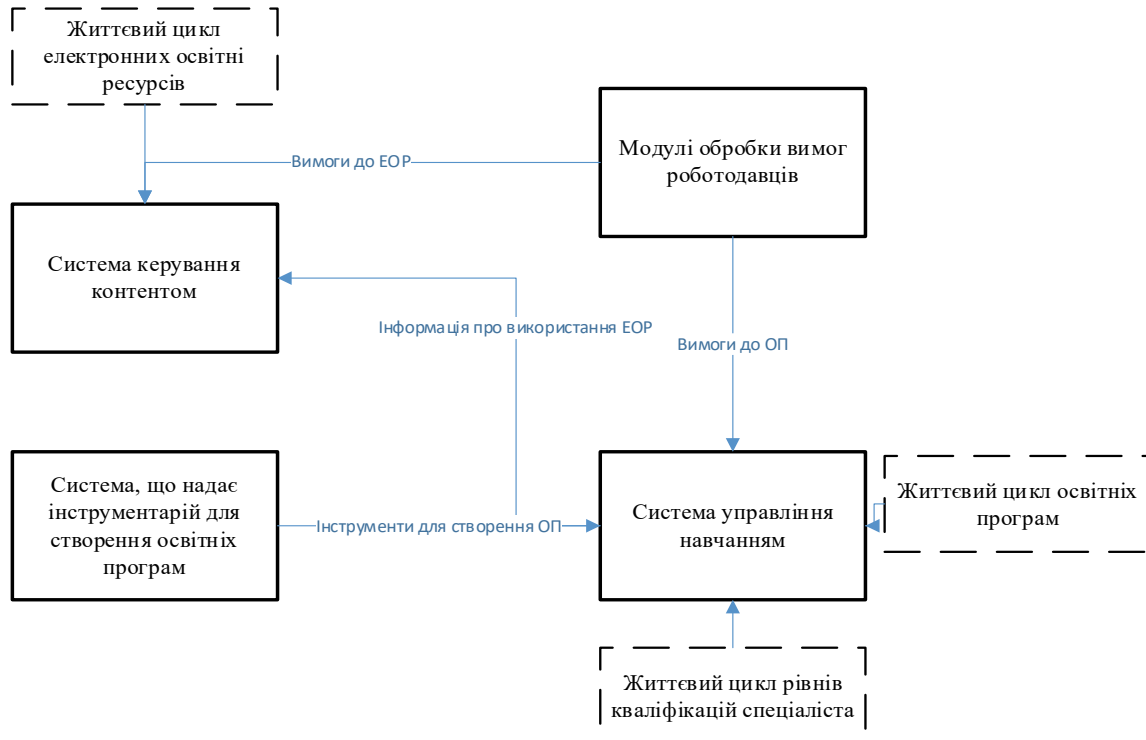 Життєвий цикл
електронних освітні
ресурсів
Вимоги до ЕОР
Модулі обробки вимог
роботодавців
Система керування
контентом
Інформація про використання ЕОР
Вимоги до ОП
Система, що надає
інструментарій для
створення освітніх
програм
Інструменти для створення ОП
Система управління
навчанням
Життєвий цикл освітніх
програм
Життєвий цикл рівнів
кваліфікацій спеціаліста